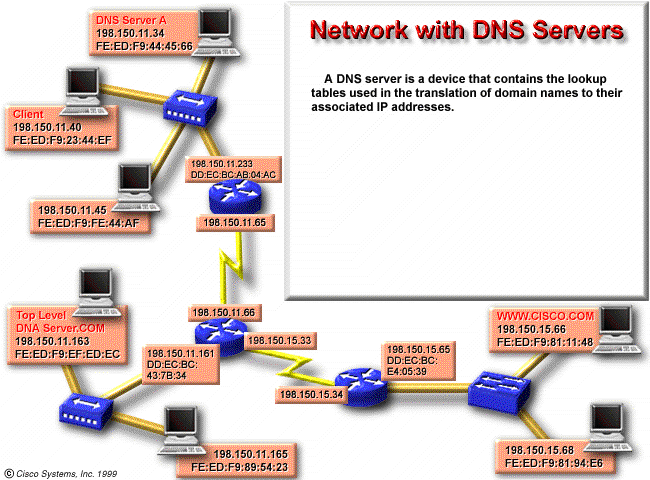 Network with DNS Servers
A DNS server is a device that contains the lookup
tables used in the translation of domain names to their
associated IP addresses.
DNS Server A
198.150.11.34
FE:ED:F9:44:45:66
Client
198.150.11.40
FE:ED:F9:23:44:EF
198.150.11.45
FE:ED:F9:FE:44:AF
198.150.11.233
DD:EC:BC:AB:04:AC
198.150.11.65
198.150.11.66
198.150.15.33
Top Level
DNA Server.COM
198.150.11.163
FE:ED:F9:EF:ED:EC
198.150.11.161
DD:EC:BC:
43:7B:34
198.150.15.34
198.150.15.65
DD:EC:BC:
E4:05:39
WWW.CISCO.COM
198.150.15.66
FE:ED:F9:81:11:48
198.150.11.165
FE:ED:F9:89:54:23
198.150.15.68
FE:ED:F9:81:94:E6
© Cisco Systems, Inc. 1999